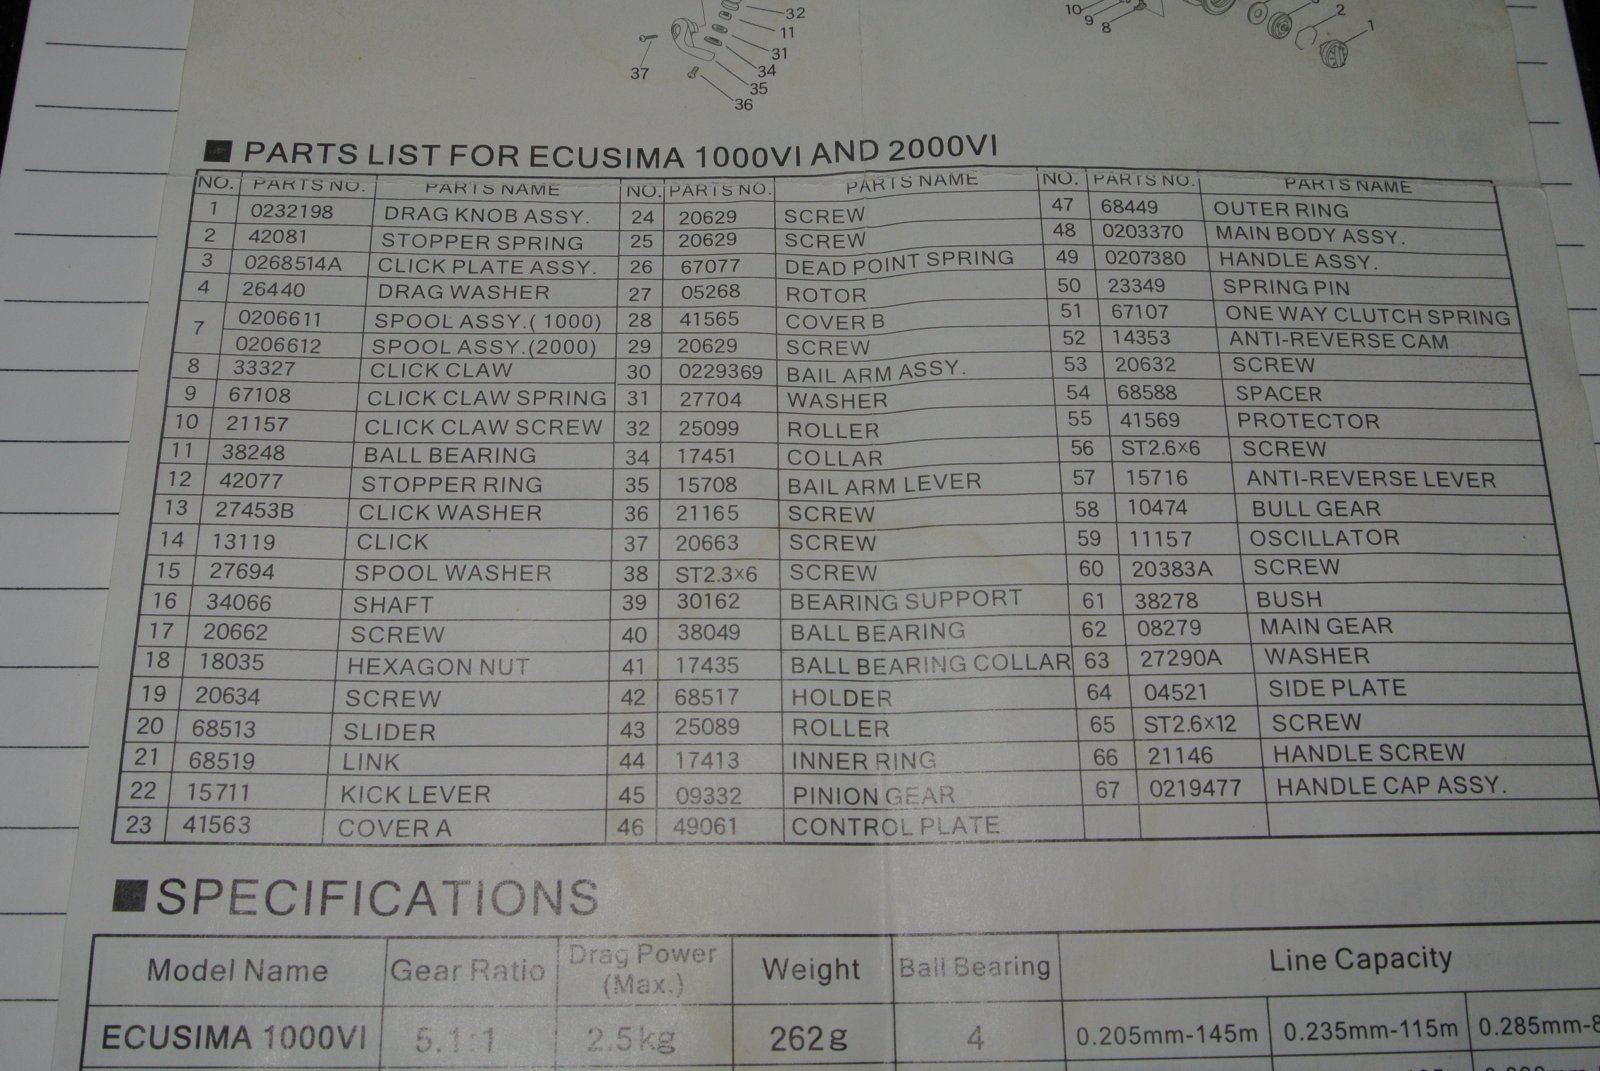 32
11
31
34
35
36
37
10
9
8
2
1
■ PARTS LIST FOR ECUSIMA 1000VI AND 2000VI
NO. PARTS NO. PARTS NAME NO. PARTS NO. PARTS NAME NO. PARTS NO. PARTS NAME
1 0232198 DRAG KNOB ASSY. 24 20629 SCREW 47 68449 OUTER RING
2 42081 STOPPER SPRING 25 20629 SCREW 48 0203370 MAIN BODY ASSY.
3 0268514A CLICK PLATE ASSY. 26 67077 DEAD POINT SPRING 49 0207380 HANDLE ASSY.
4 26440 DRAG WASHER 27 05268 ROTOR 50 23349 SPRING PIN
7 0206611 SPOOL ASSY.( 1000) 28 41565 COVER B 51 67107 ONE WAY CLUTCH SPRING
0206612 SPOOL ASSY.(2000) 29 20629 SCREW 52 14353 ANTI-REVERSE CAM
8 33327 CLICK CLAW 30 0229369 BAIL ARM ASSY. 53 20632 SCREW
9 67108 CLICK CLAW SPRING 31 27704 WASHER 54 68588 SPACER
10 21157 CLICK CLAW SCREW 32 25099 ROLLER 55 41569 PROTECTOR
11 38248 BALL BEARING 34 17451 COLLAR 56 ST2.6×6 SCREW
12 42077 STOPPER RING 35 15708 BAIL ARM LEVER 57 15716 ANTI-REVERSE LEVER
13 27453B CLICK WASHER 36 21165 SCREW 58 10474 BULL GEAR
14 13119 CLICK 37 20663 SCREW 59 11157 OSCILLATOR
15 27694 SPOOL WASHER 38 ST2.3×6 SCREW 60 20383A SCREW
16 34066 SHAFT 39 30162 BEARING SUPPORT 61 38278 BUSH
17 20662 SCREW 40 38049 BALL BEARING 62 08279 MAIN GEAR
18 18035 HEXAGON NUT 41 17435 BALL BEARING COLLAR 63 27290A WASHER
19 20634 SCREW 42 68517 HOLDER 64 04521 SIDE PLATE
20 68513 SLIDER 43 25089 ROLLER 65 ST2.6×12 SCREW
21 68519 LINK 44 17413 INNER RING 66 21146 HANDLE SCREW
22 15711 KICK LEVER 45 09332 PINION GEAR 67 0219477 HANDLE CAP ASSY.
23 41563 COVER A 46 49061 CONTROL PLATE
■ SPECIFICATIONS
Model Name Gear Ratio Drag Power (Max.) Weight Ball Bearing Line Capacity
ECUSIMA 1000VI 5.1:1 2.5kg 262g 4 0.205mm-145m 0.235mm-115m 0.285mm-8